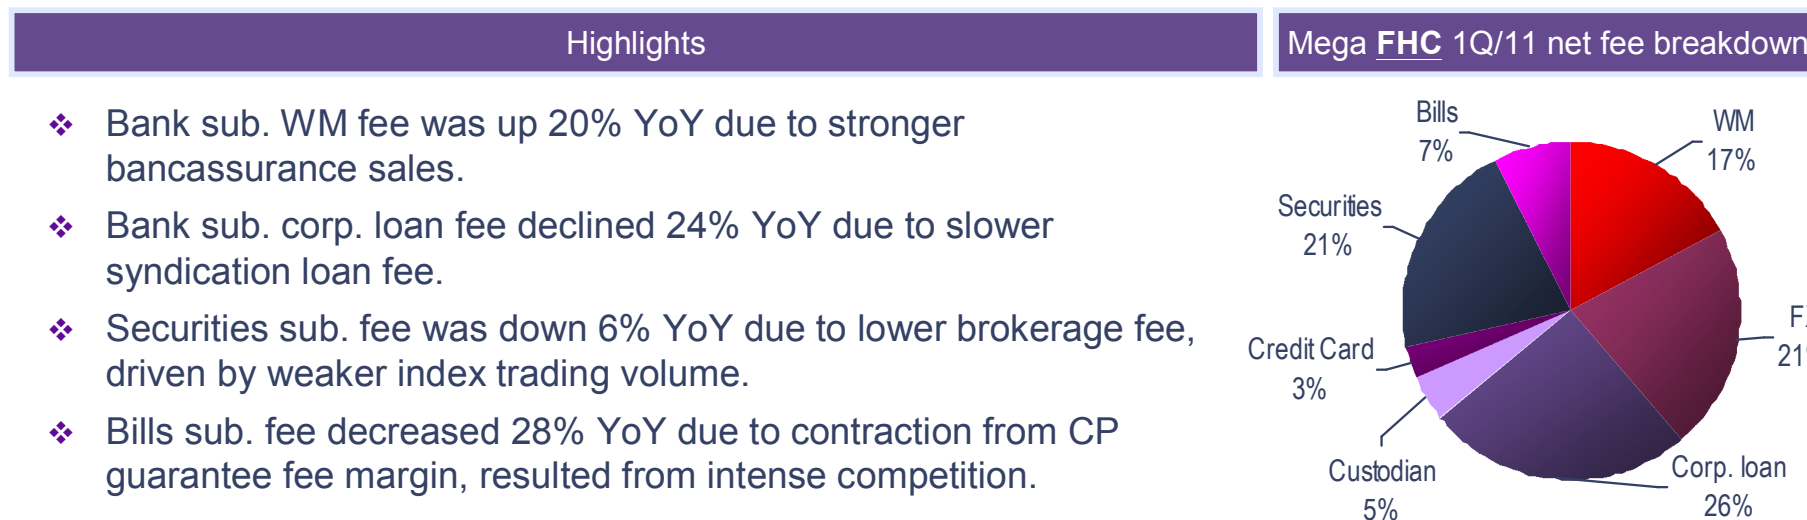 Highlights
Mega FHC 1Q/11 net fee breakdown
❖ Bank sub. WM fee was up 20% YoY due to stronger
bancassurance sales.
❖ Bank sub. corp. loan fee declined 24% YoY due to slower
syndication loan fee.
❖ Securities sub. fee was down 6% YoY due to lower brokerage fee,
driven by weaker index trading volume.
❖ Bills sub. fee decreased 28% YoY due to contraction from CP
guarantee fee margin, resulted from intense competition.
Bills
7%
WM
17%
Securities
21%
Credit Card
3%
Custodian
5%
Corp. loan
26%